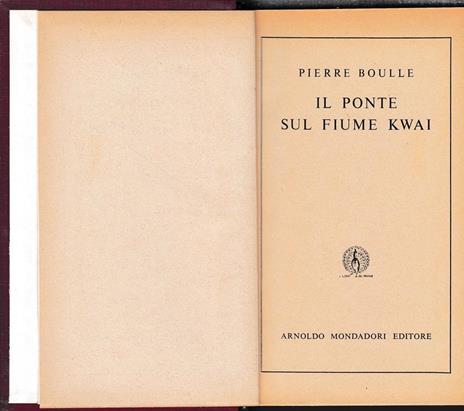 PIERRE BOULLE
IL PONTE
SUL FIUME KWAI
ARNOLDO MONDADORI EDITORE